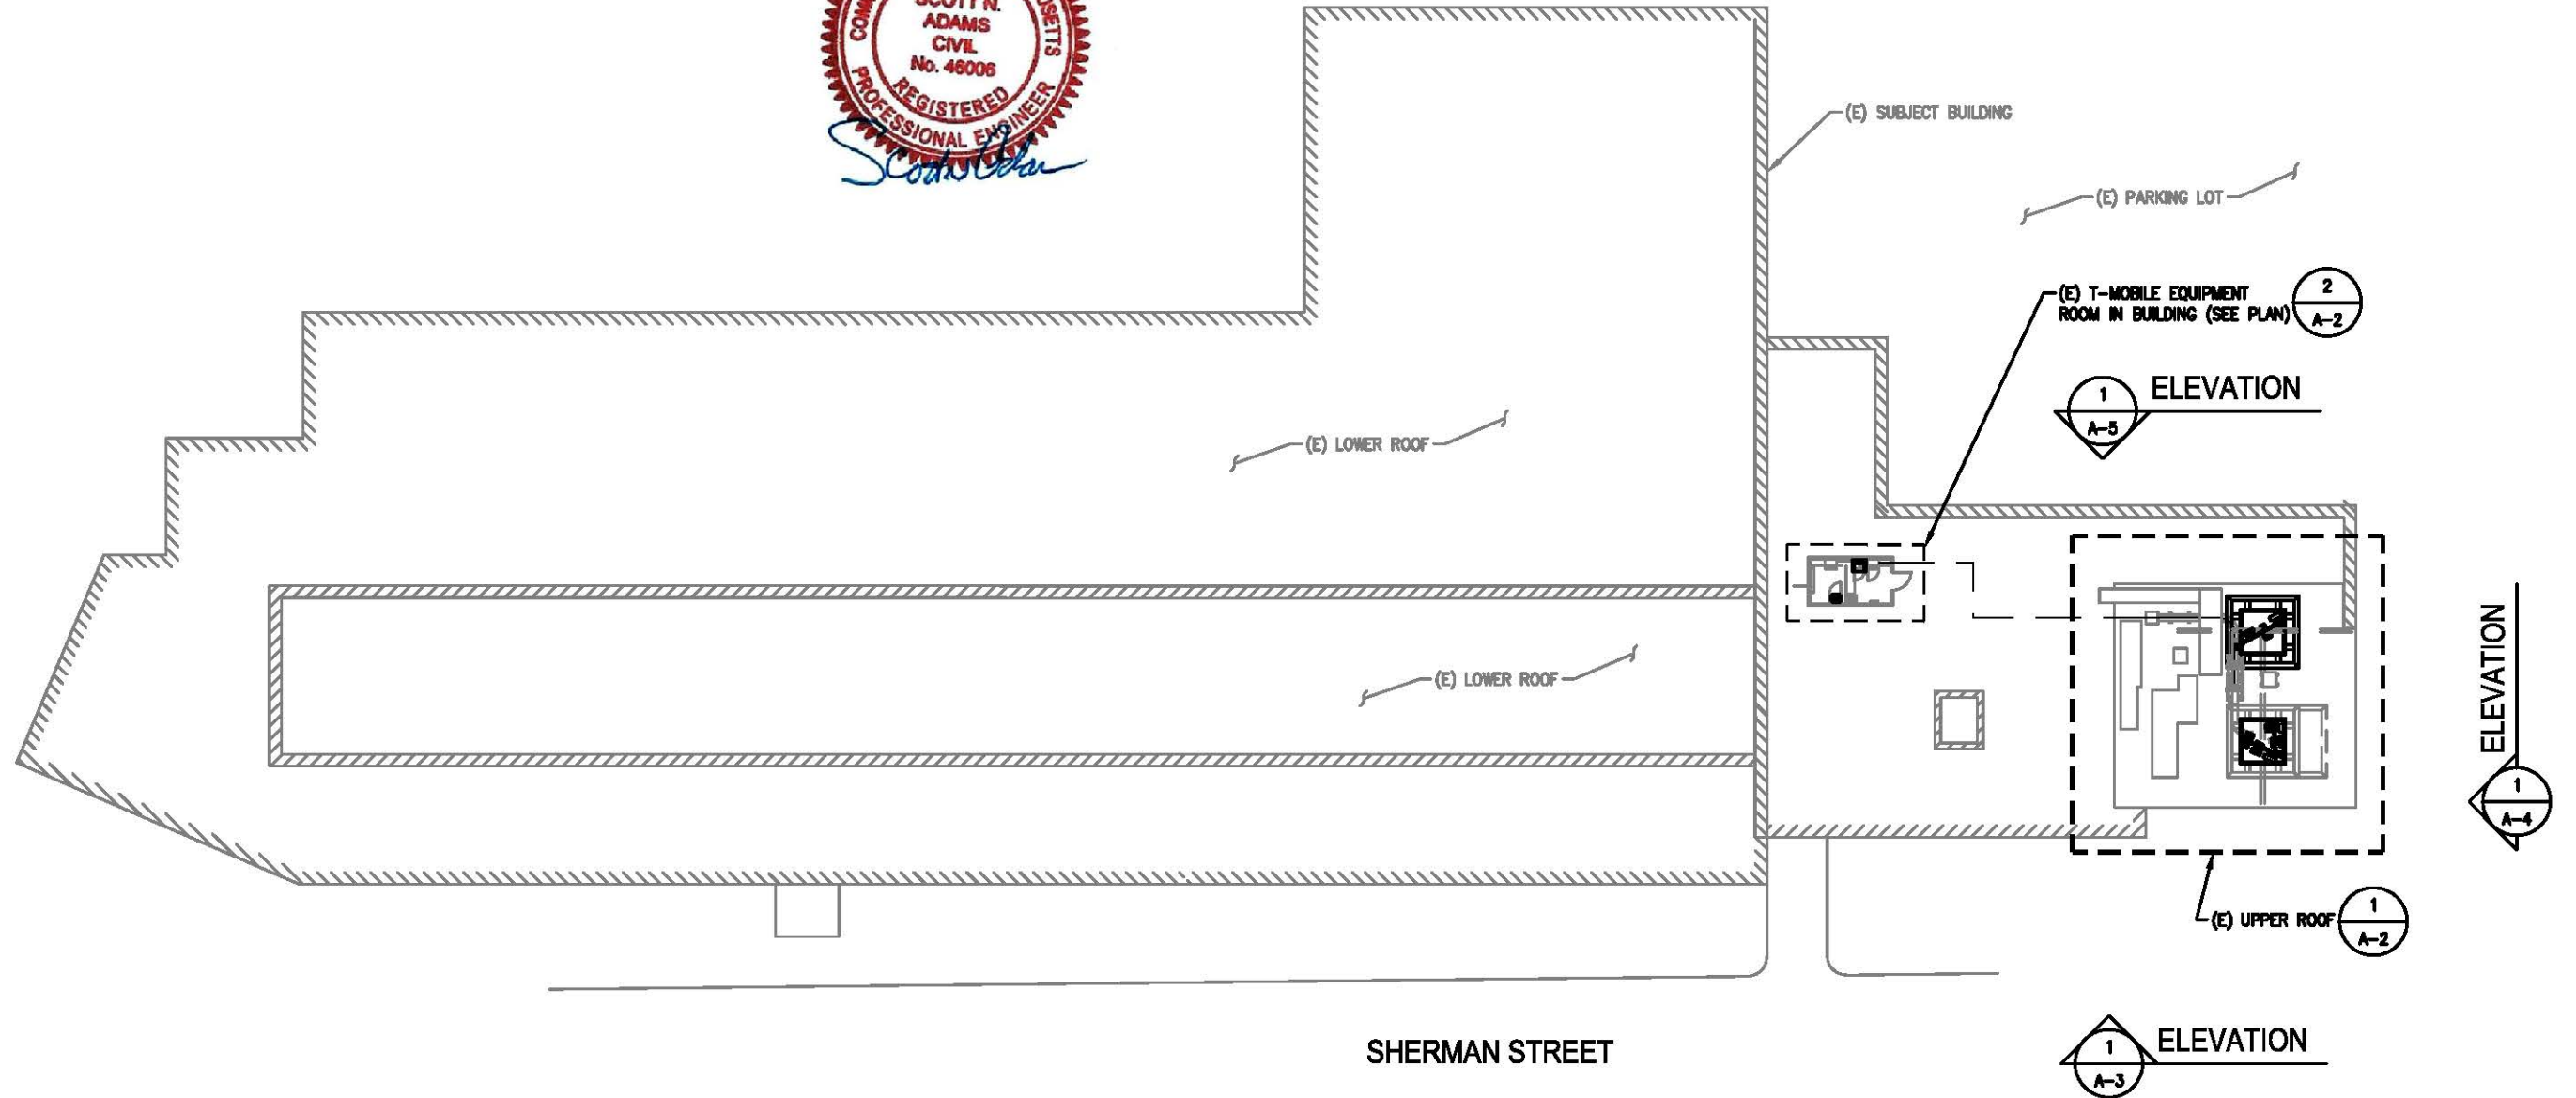 SCOTT N.
ADAMS
CIVIL
No. 46006
REGISTERED
PROFESSIONAL ENGINEER
(E) SUBJECT BUILDING
(E) PARKING LOT
(E) T-MOBILE EQUIPMENT
ROOM IN BUILDING (SEE PLAN)
2
A-2
1
A-5
ELEVATION
(E) LOWER ROOF
(E) LOWER ROOF
ELEVATION
1
A-4
(E) UPPER ROOF
1
A-2
SHERMAN STREET
1
A-3
ELEVATION